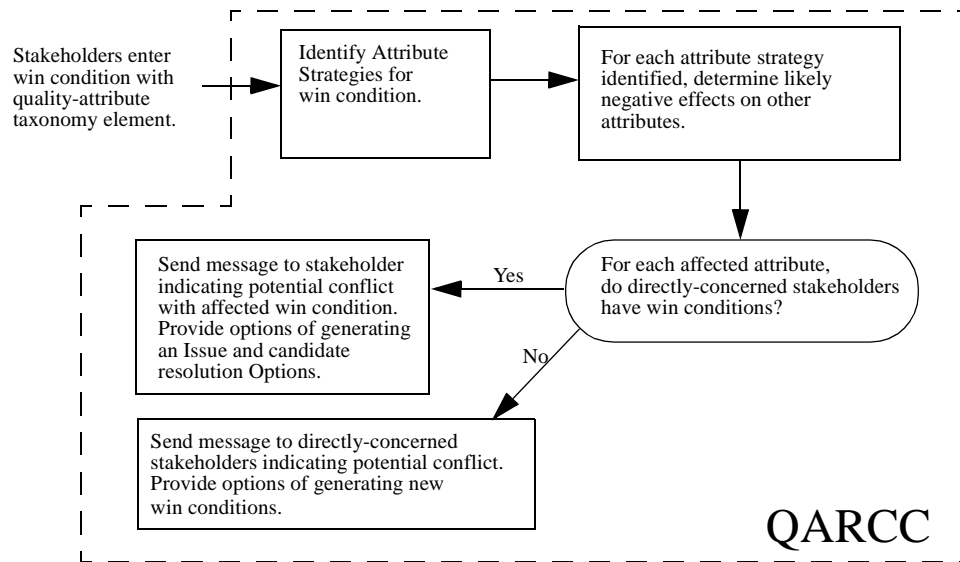 Stakeholders enter
win condition with
quality-attribute
taxonomy element.
Identify Attribute
Strategies for
win condition.
For each attribute strategy
identified, determine likely
negative effects on other
attributes.
For each affected attribute,
do directly-concerned stakeholders
have win conditions?
Yes
Send message to stakeholder
indicating potential conflict
with affected win condition.
Provide options of generating
an Issue and candidate
resolution Options.
No
Send message to directly-concerned
stakeholders indicating potential conflict.
Provide options of generating new
win conditions.
QARCC